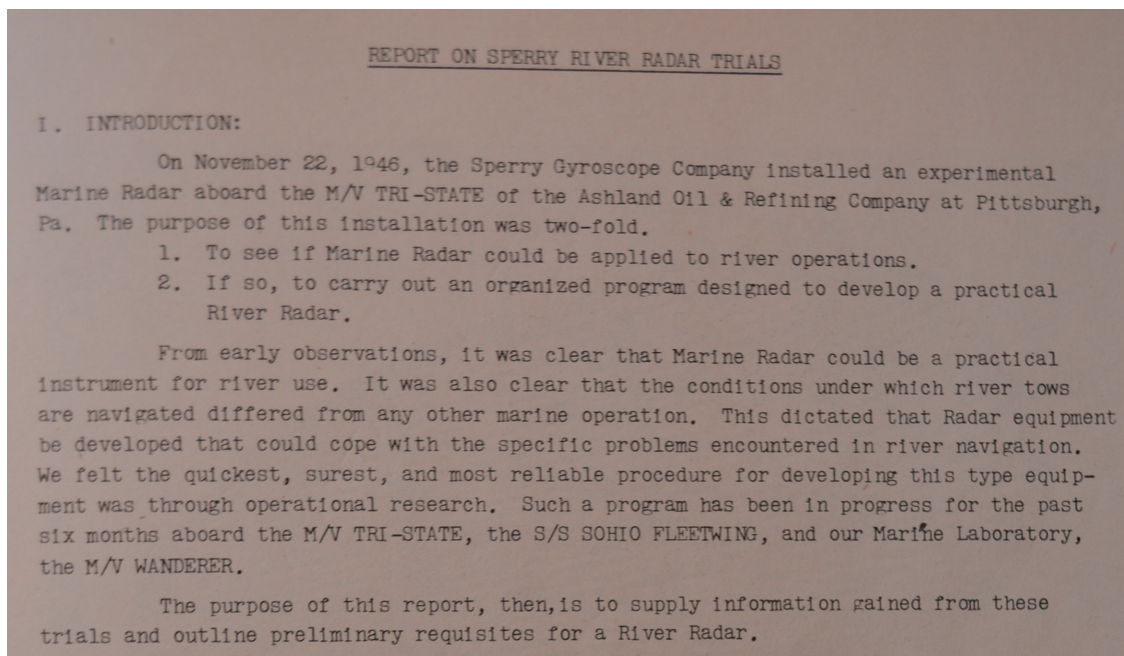 REPORT ON SPERRY RIVER RADAR TRIALS
I. INTRODUCTION:
On November 22, 1946, the Sperry Gyroscope Company installed an experimental
Marine Radar aboard the M/V TRI-STATE of the Ashland Oil & Refining Company at Pittsburgh,
Pa. The purpose of this installation was two-fold.
1. To see if Marine Radar could be applied to river operations.
2. If so, to carry out an organized program designed to develop a practical
River Radar.
From early observations, it was clear that Marine Radar could be a practical
instrument for river use. It was also clear that the conditions under which river tows
are navigated differed from any other marine operation. This dictated that Radar equipment
be developed that could cope with the specific problems encountered in river navigation.
We felt the quickest, surest, and most reliable procedure for developing this type equip-
ment was through operational research. Such a program has been in progress for the past
six months aboard the M/V TRI-STATE, the S/S SOHIO FLEETWING, and our Marine Laboratory,
the M/V WANDERER.
The purpose of this report, then,is to supply information gained from these
trials and outline preliminary requisites for a River Radar.